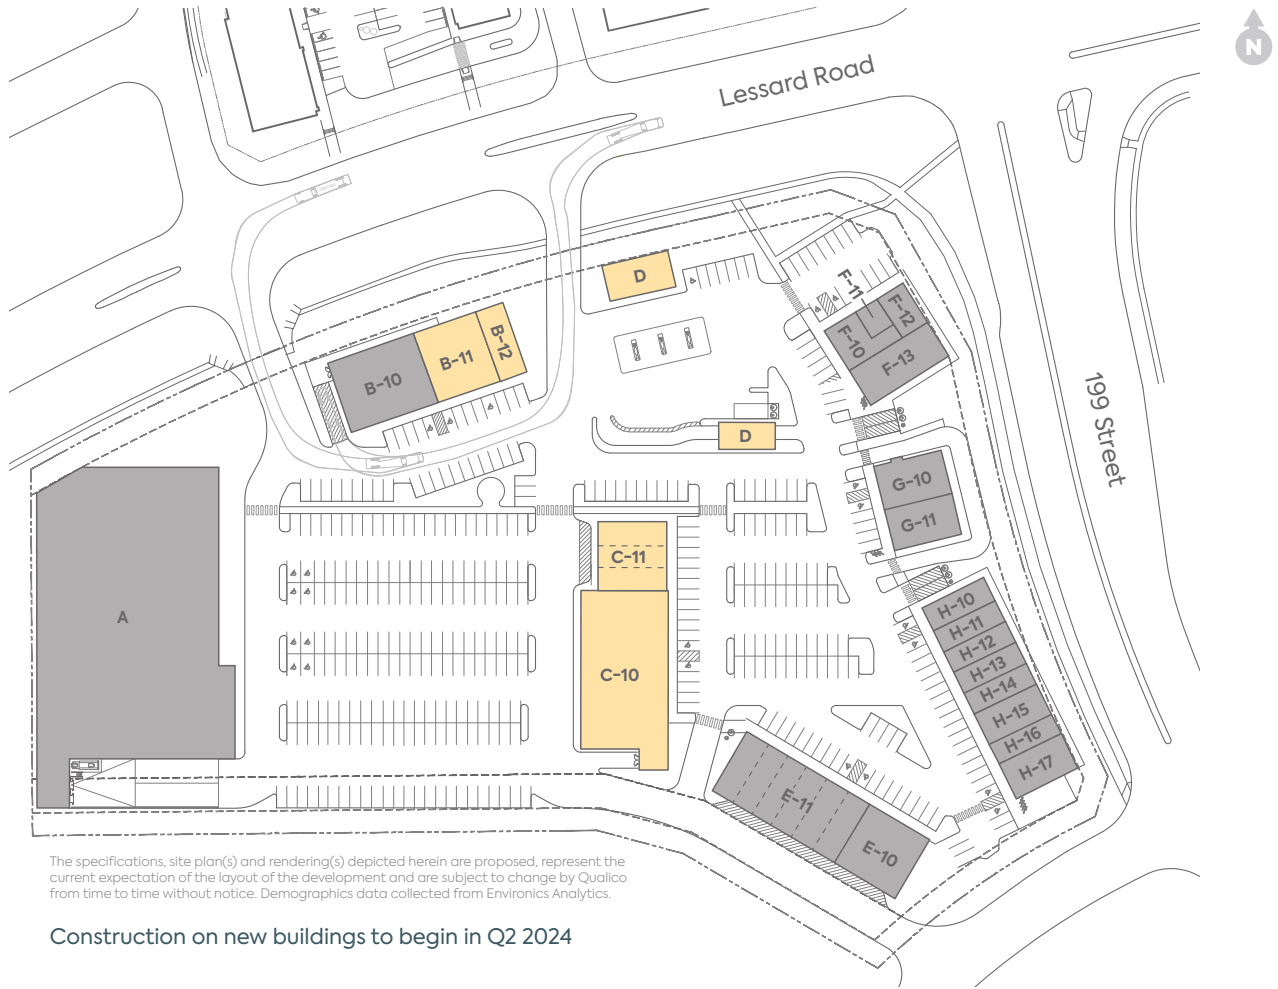 N
Lessard Road
D
F-11
F-12
F-10
F-13
B-12
B-11
B-10
199 Street
D
G-10
G-11
C-11
H-10
H-11
H-12
H-13
H-14
H-15
H-16
H-17
A
C-10
E-11
E-10
The specifications, site plan(s) and rendering(s) depicted herein are proposed, represent the
current expectation of the layout of the development and are subject to change by Qualico
from time to time without notice. Demographics data collected from Environics Analytics.
Construction on new buildings to begin in Q2 2024